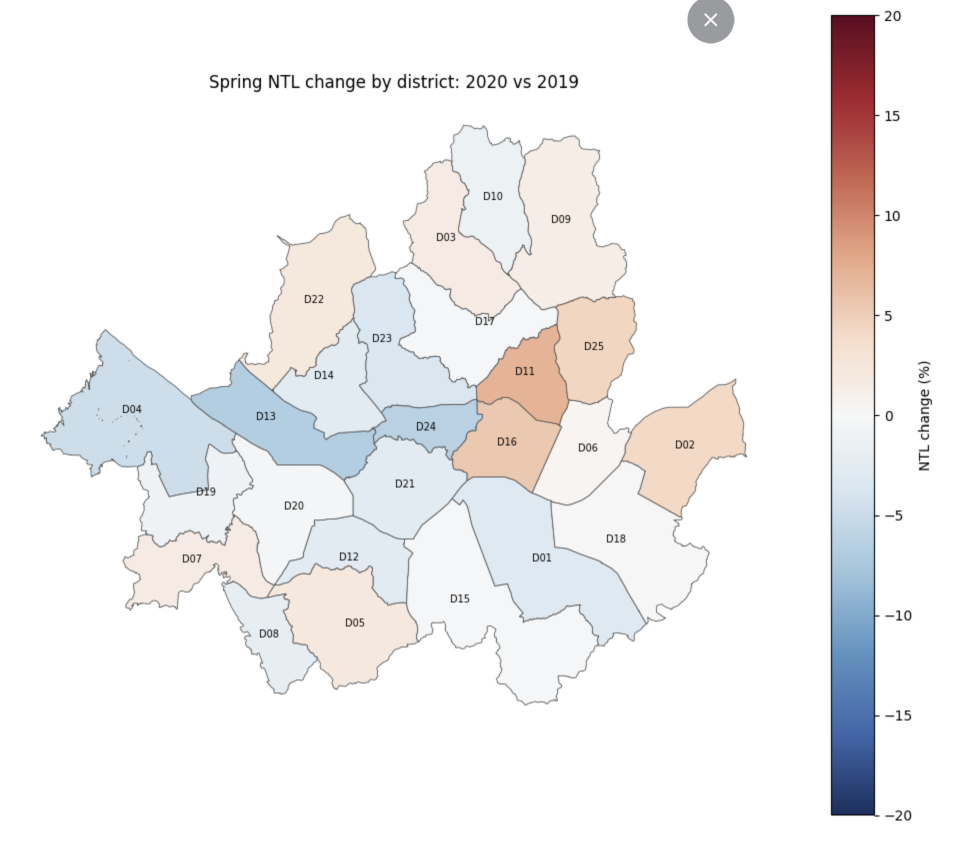 Spring NTL change by district: 2020 vs 2019
D10
D09
D03
D22
D17
D23
D25
D11
D14
D04
D13
D24
D16
D06
D02
D21
D19
D20
D18
D07
D12
D01
D15
D05
D08
20
15
10
5
0
−5
−10
−15
−20
NTL change (%)